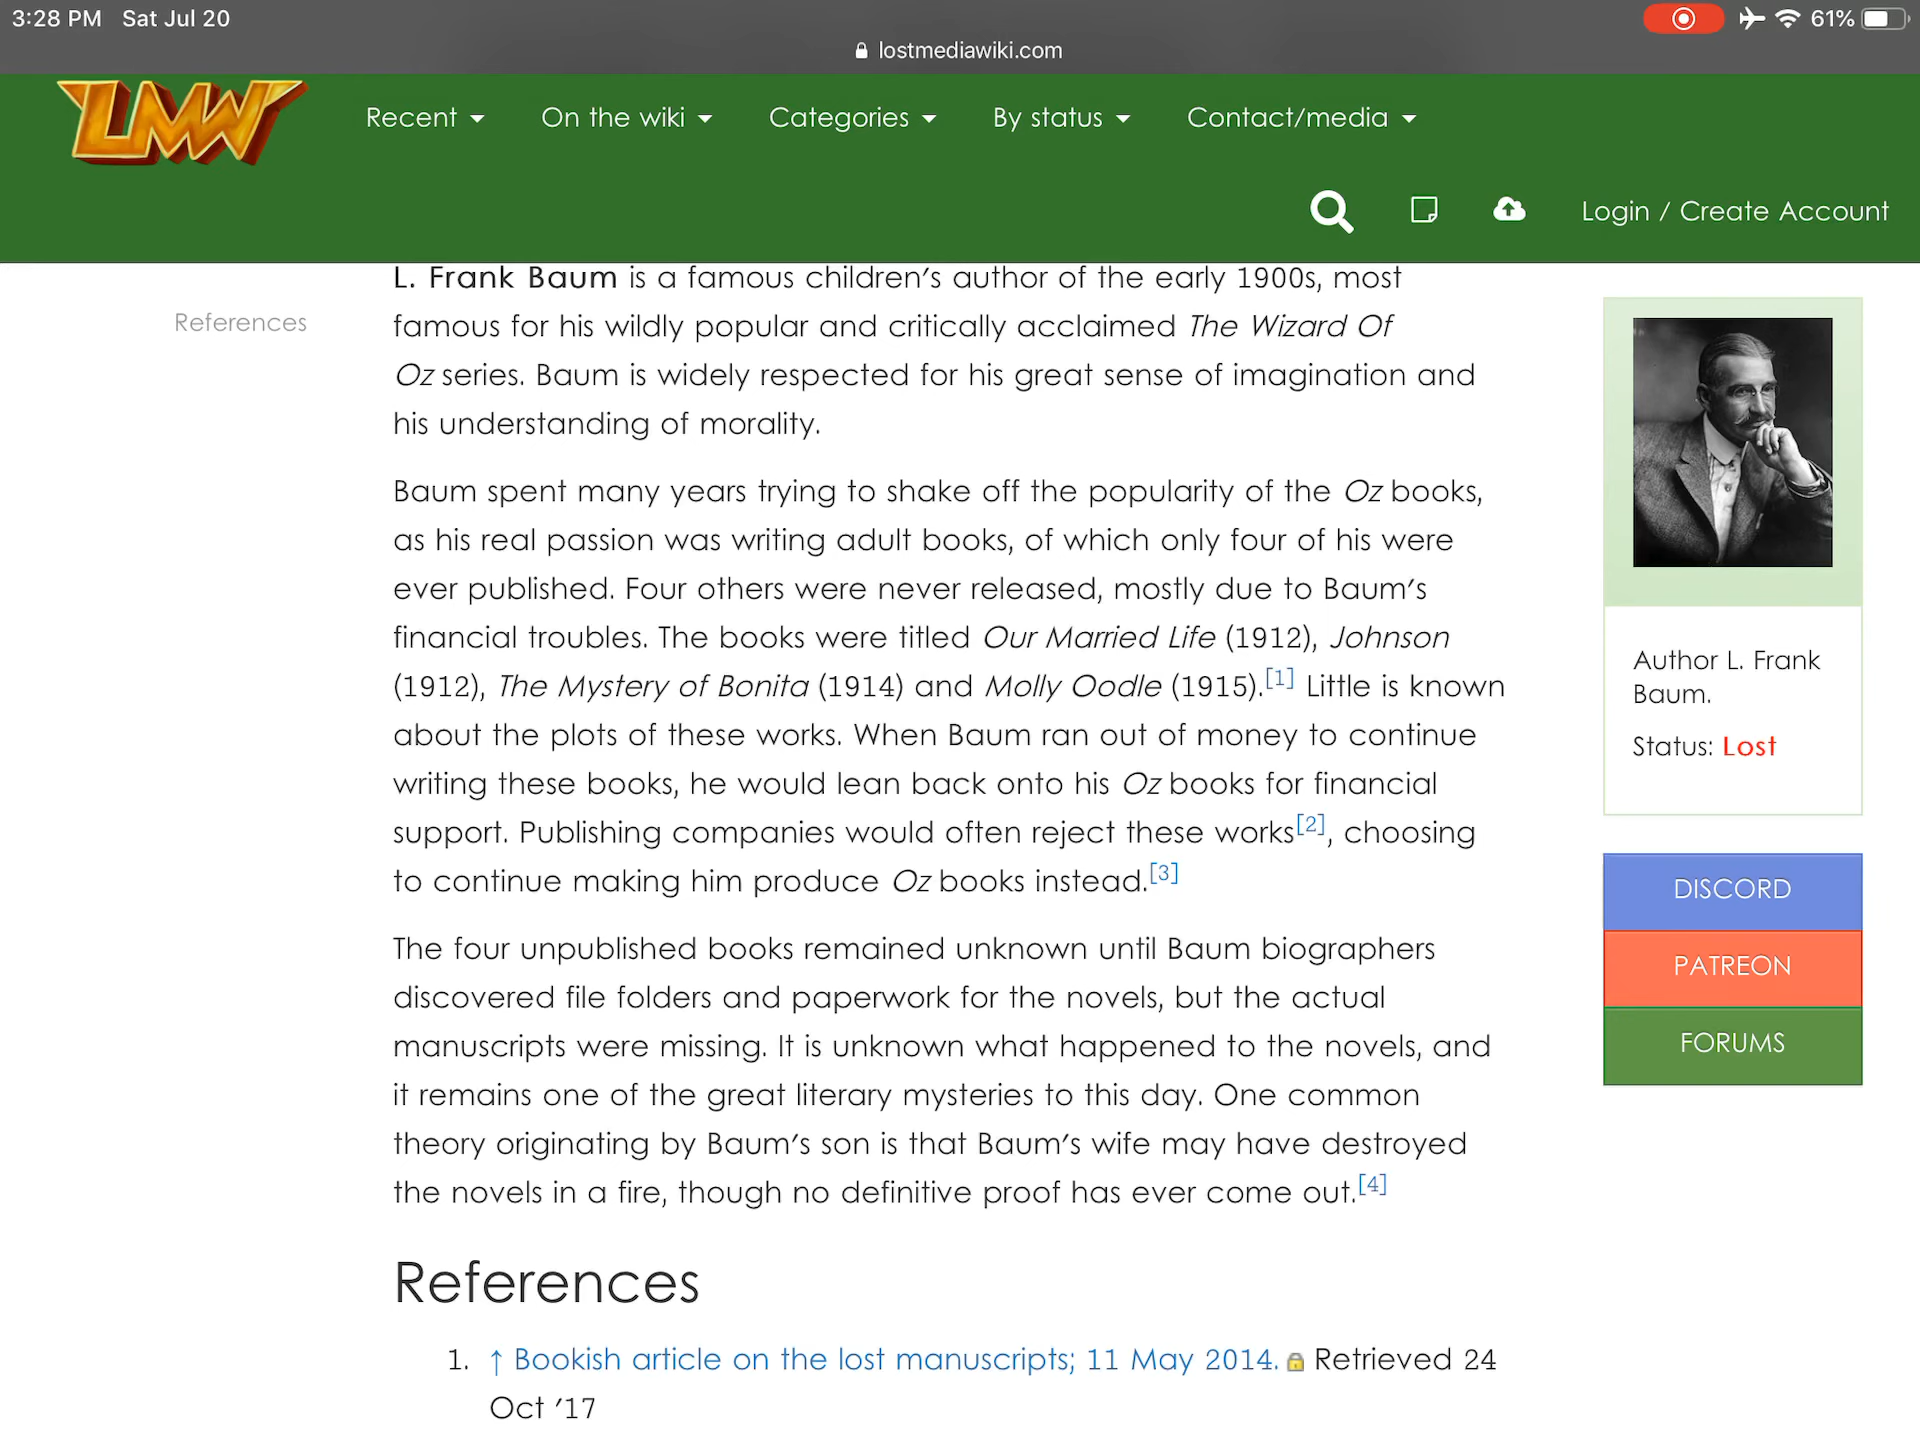 3:28 PM Sat Jul 20
61%
lostmediawiki.com
LMW
Recent
On the wiki
Categories
By status
Contact/media
Login / Create Account
References
L. Frank Baum is a famous children's author of the early 1900s, most
famous for his wildly popular and critically acclaimed The Wizard Of
Oz series. Baum is widely respected for his great sense of imagination and
his understanding of morality.
Baum spent many years trying to shake off the popularity of the Oz books,
as his real passion was writing adult books, of which only four of his were
ever published. Four others were never released, mostly due to Baum's
financial troubles. The books were titled Our Married Life (1912), Johnson
(1912), The Mystery of Bonita (1914) and Molly Oodle (1915).[1] Little is known
about the plots of these works. When Baum ran out of money to continue
writing these books, he would lean back onto his Oz books for financial
support. Publishing companies would often reject these works[2], choosing
to continue making him produce Oz books instead.[3]
The four unpublished books remained unknown until Baum biographers
discovered file folders and paperwork for the novels, but the actual
manuscripts were missing. It is unknown what happened to the novels, and
it remains one of the great literary mysteries to this day. One common
theory originating by Baum's son is that Baum's wife may have destroyed
the novels in a fire, though no definitive proof has ever come out.[4]
References
1. ↑ Bookish article on the lost manuscripts; 11 May 2014. Retrieved 24
Oct '17
Author L. Frank
Baum.
Status: Lost
DISCORD
PATREON
FORUMS